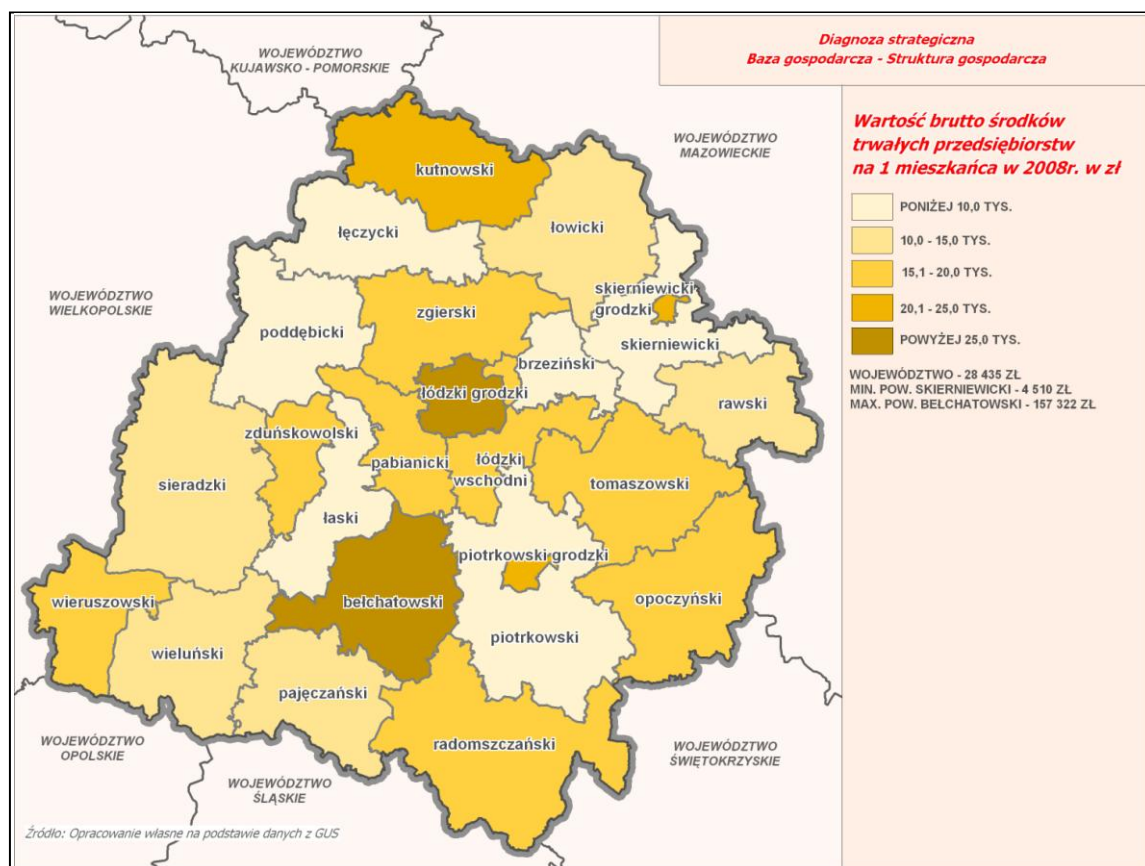 Diagnoza strategiczna
Baza gospodarcza - Struktura gospodarcza
WOJEWÓDZTWO
KUJAWSKO - POMORSKIE
WOJEWÓDZTWO
MAZOWIECKIE
WOJEWÓDZTWO
WIELKOPOLSKIE
WOJEWÓDZTWO
OPOLSKIE
WOJEWÓDZTWO
ŚLĄSKIE
WOJEWÓDZTWO
ŚWIĘTOKRZYSKIE
kutnowski
łęczycki
łowicki
skierniewicki
grodzki
skierniewicki
zgierski
poddębicki
brzeziński
łódzki grodzki
rawski
zduńskowolski
pabianicki
łódzki
wschodni
tomaszowski
sieradzki
łaski
piotrkowski grodzki
wieruszowski
bełchatowski
opoczyński
wieluński
piotrkowski
pajęczański
radomszczański
Wartość brutto środków
trwałych przedsiębiorstw
na 1 mieszkańca w 2008r. w zł
PONIŻEJ 10,0 TYS.
10,0 - 15,0 TYS.
15,1 - 20,0 TYS.
20,1 - 25,0 TYS.
POWYŻEJ 25,0 TYS.
WOJEWÓDZTWO - 28 435 ZŁ
MIN. POW. SKIERNIEWICKI - 4 510 ZŁ
MAX. POW. BEŁCHATOWSKI - 157 322 ZŁ
Źródło: Opracowanie własne na podstawie danych z GUS